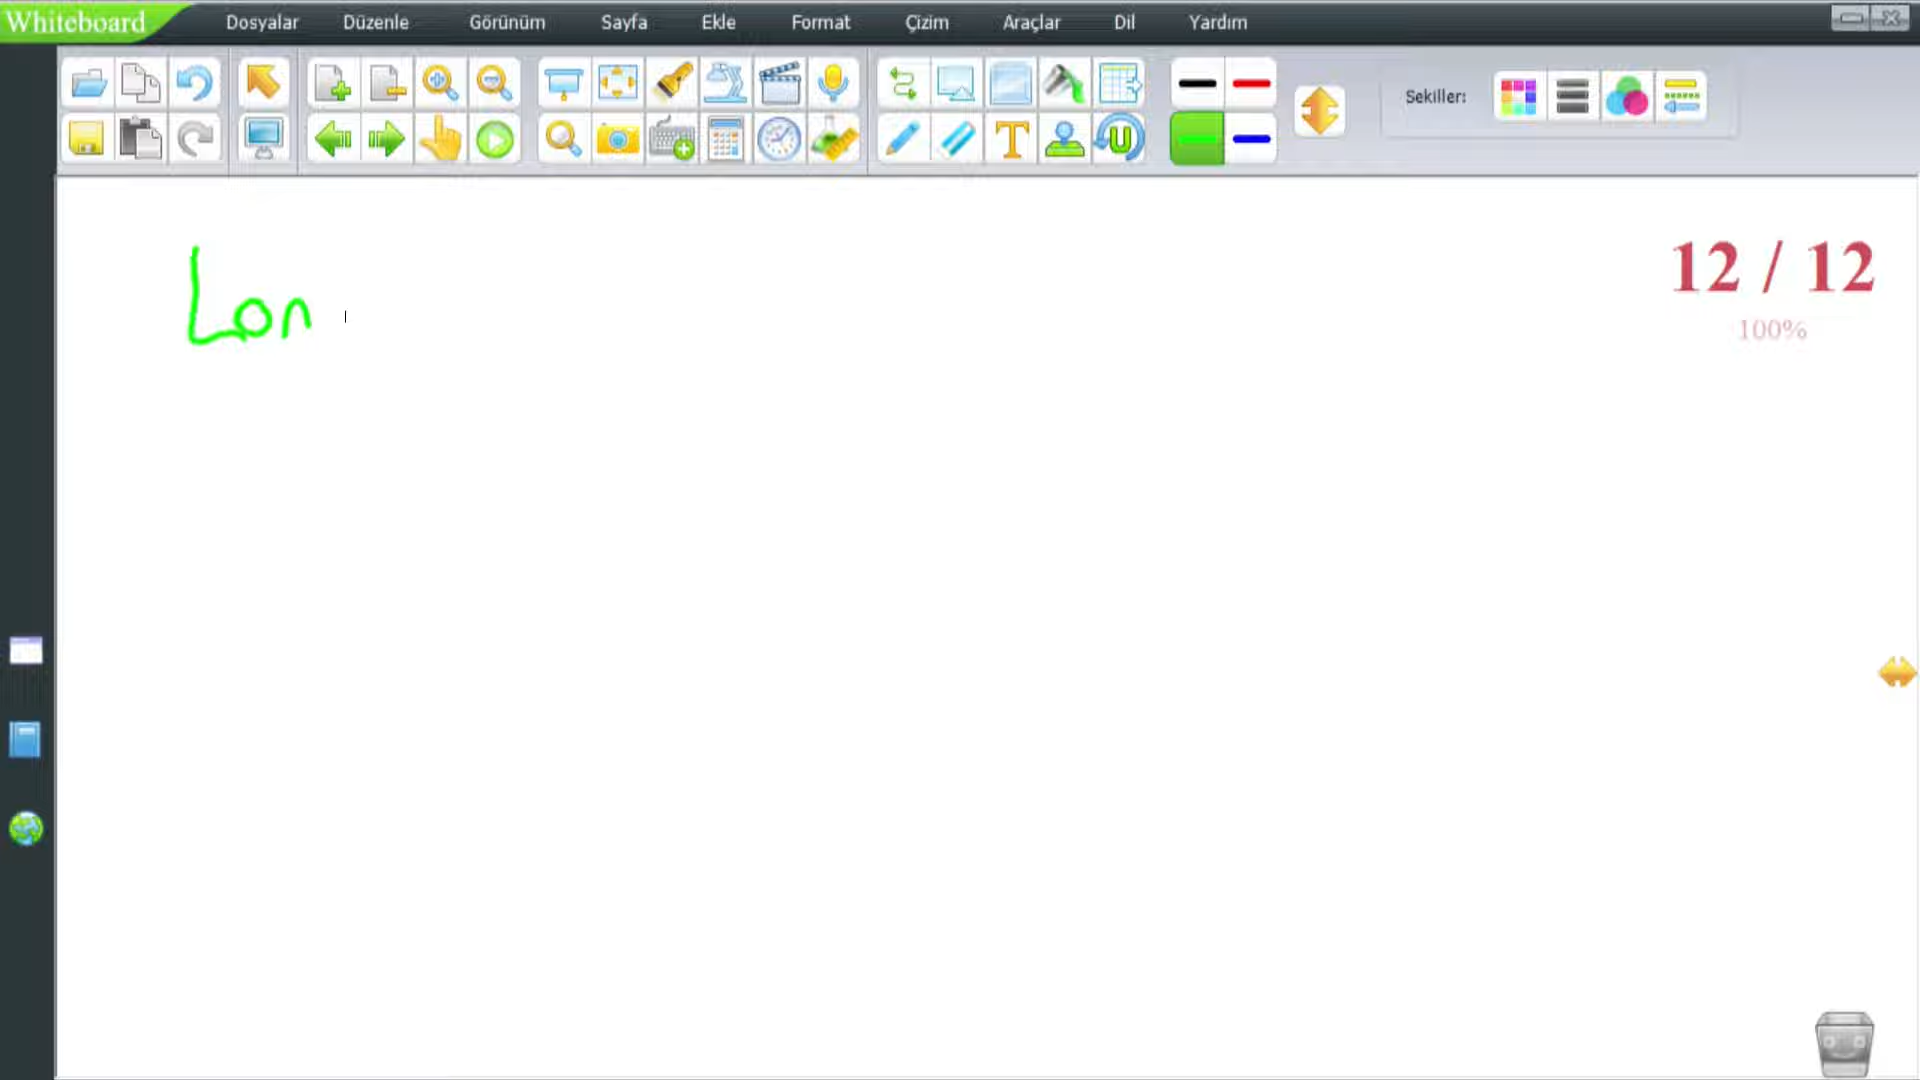 Whiteboard Dosyalar Düzenle Görünüm Sayfa Ekle Format Çizim Araçlar Dil Yardım
Sekiller:
Lon
12 / 12
100%